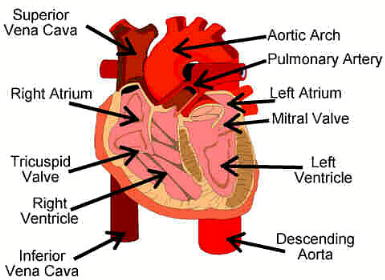 Superior
Vena Cava
Aortic Arch
Pulmonary Artery
Right Atrium
Left Atrium
Mitral Valve
Tricuspid
Valve
Left
Ventricle
Right
Ventricle
Inferior
Vena Cava
Descending
Aorta